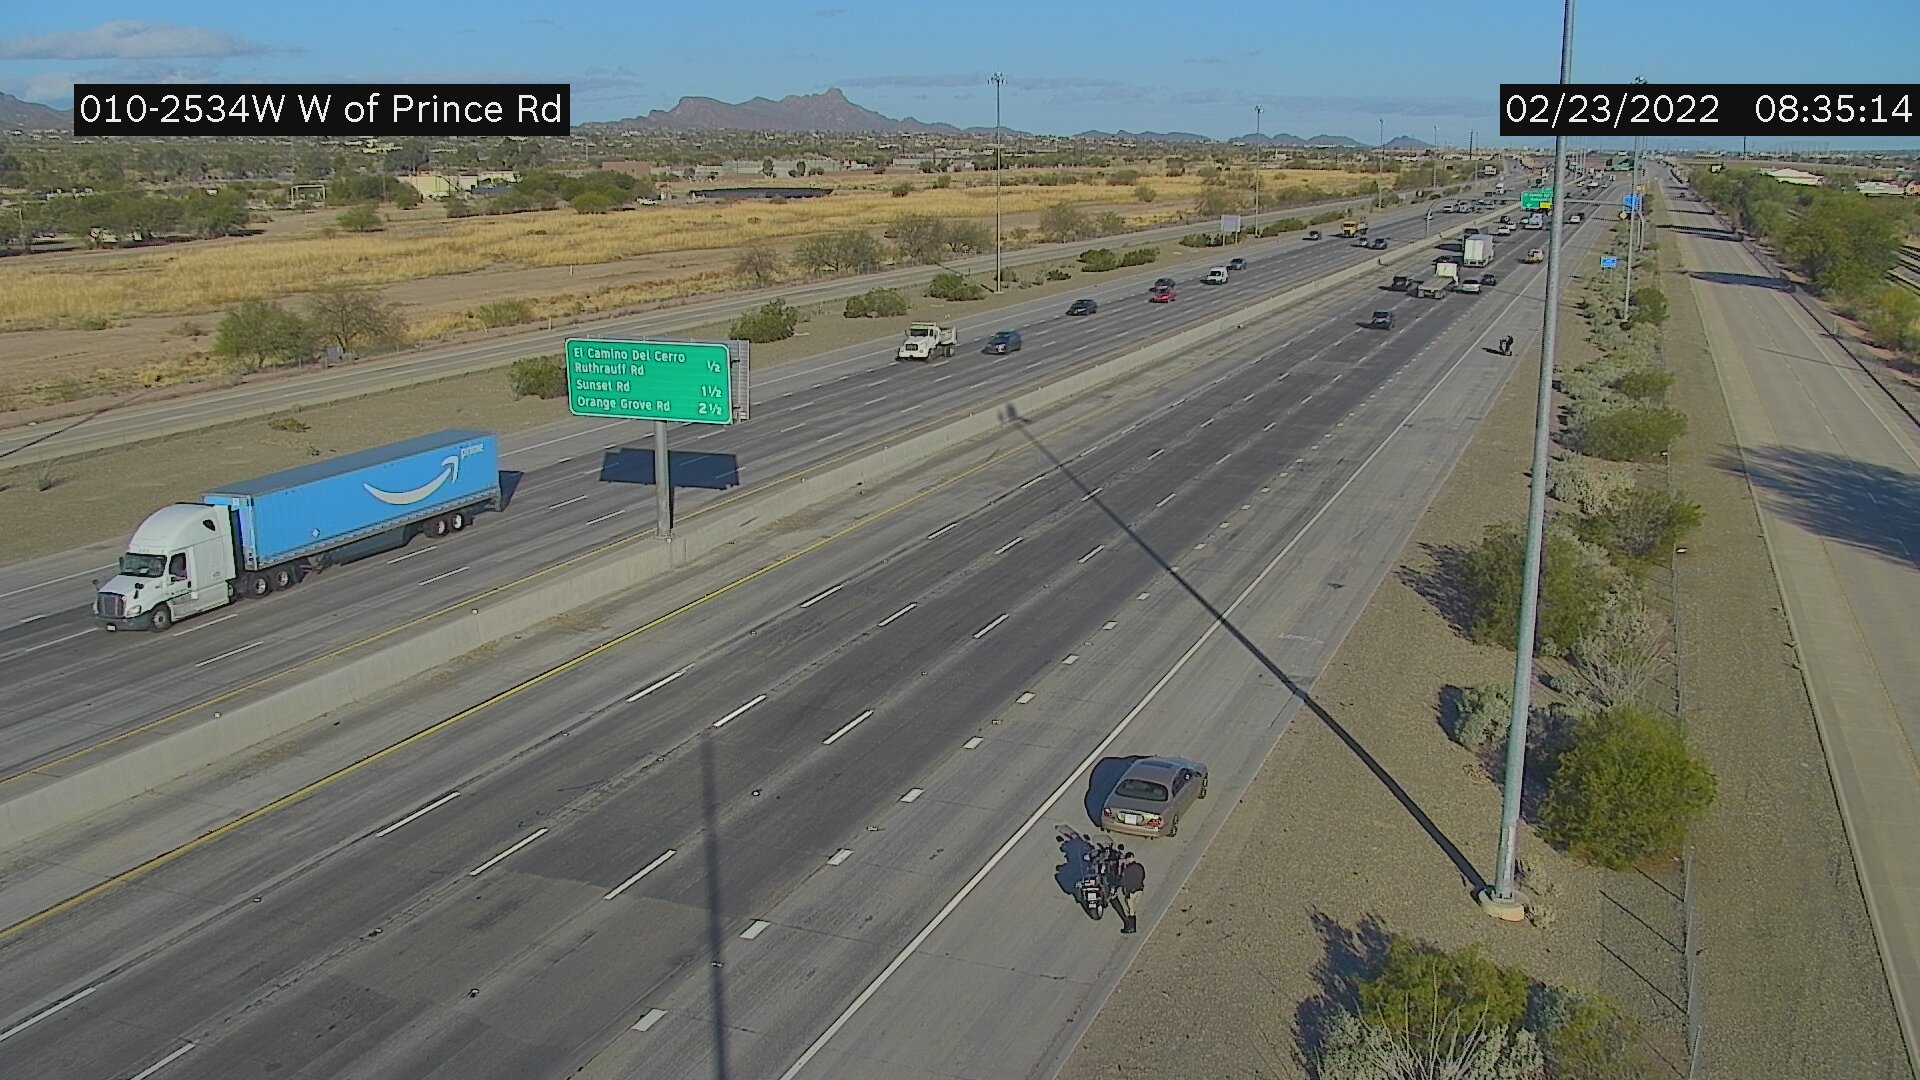 010-2534W W of Prince Rd
02/23/2022 08:35:14
El Camino Del Cerro
Ruthrauff Rd 1/2
Sunset Rd 1 1/2
Orange Grove Rd 2 1/2
prime